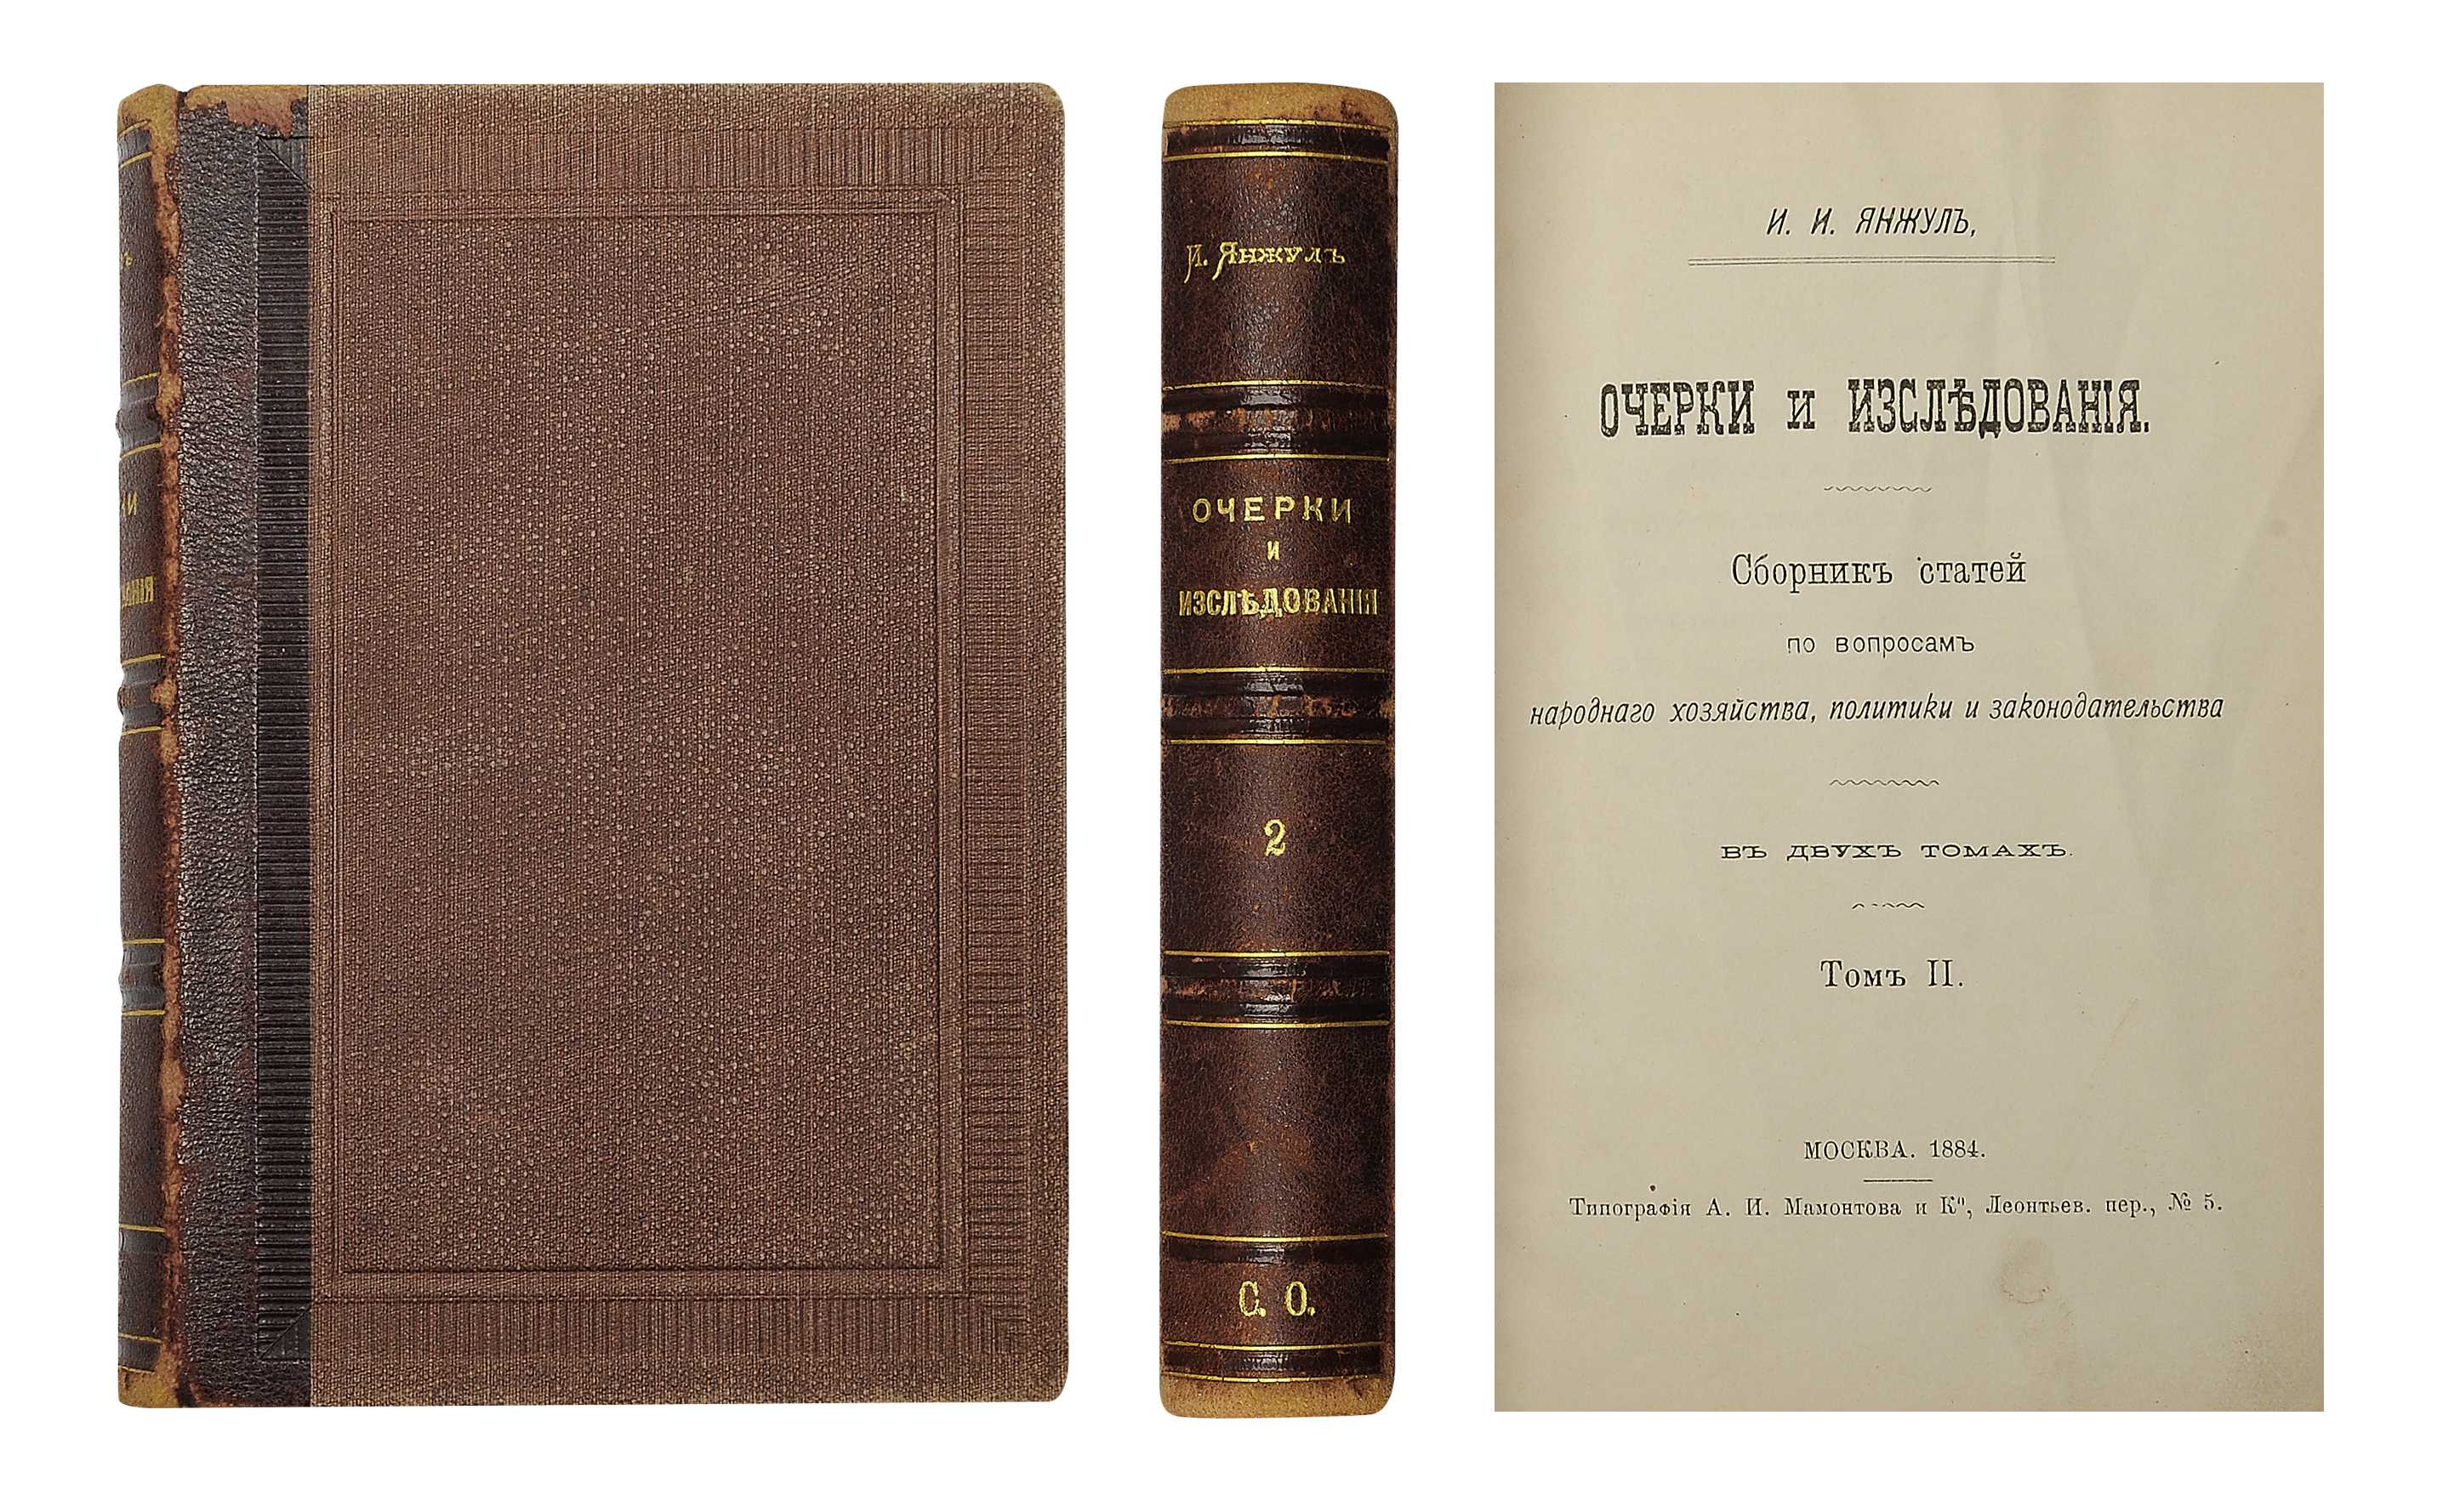 И. Янжулъ
ОЧЕРКИ
И
ИЗСЛѢДОВАНІЯ
2
С. О.
И. И. ЯНЖУЛЪ,
ОЧЕРКИ и ИЗСЛѢДОВАНІЯ.
Сборникъ статей
по вопросамъ
народнаго хозяйства, политики и законодательства
ВЪ ДВУХЪ ТОМАХЪ.
Томъ II.
МОСКВА. 1884.
Типографія А. И. Мамонтова и К°, Леонтьев. пер., № 5.